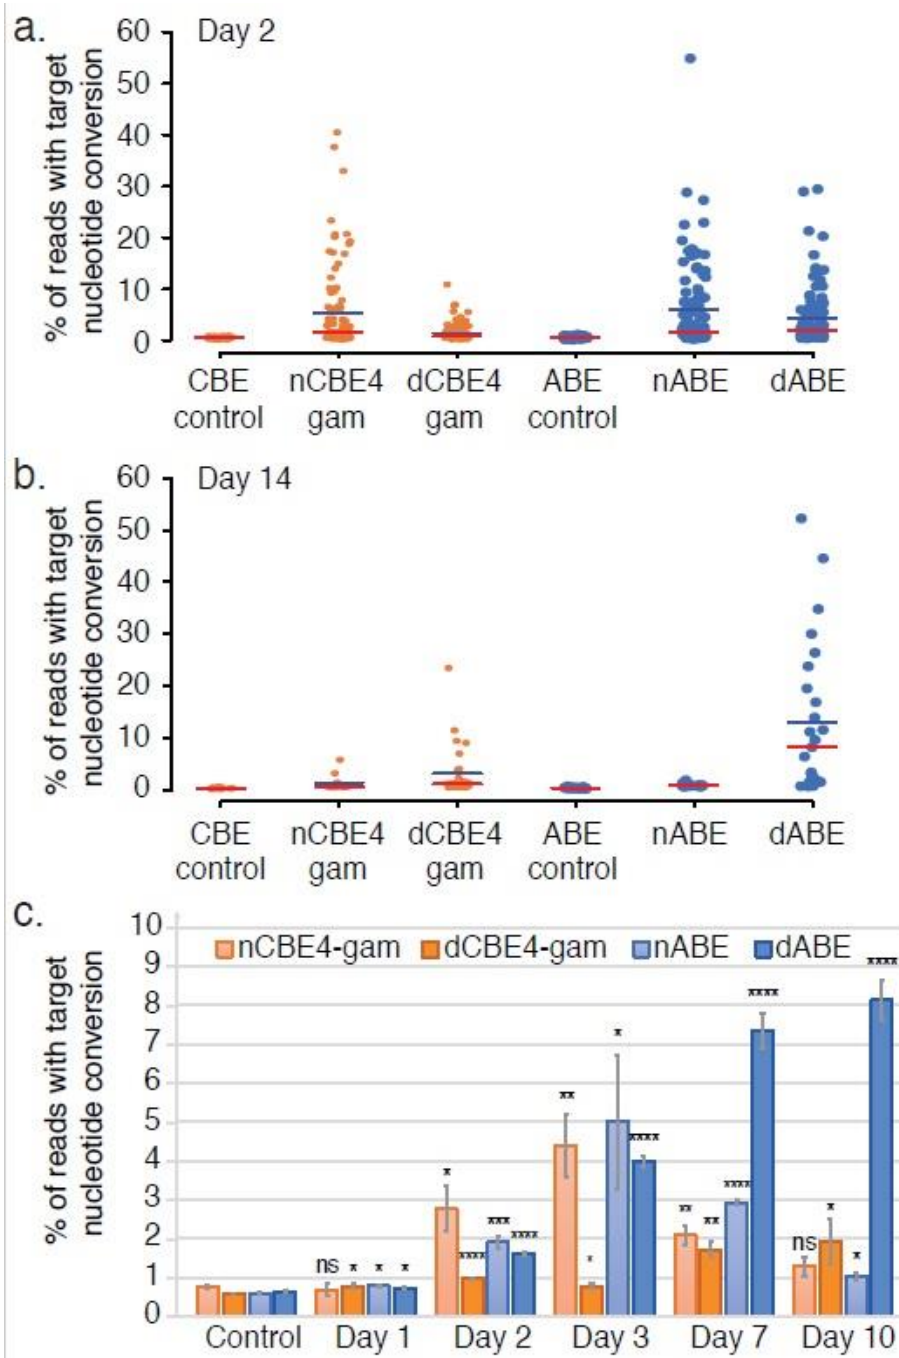 a.
Day 2
% of reads with target
nucleotide conversion
60
50
40
30
20
10
0
CBE control
nCBE4 gam
dCBE4 gam
ABE control
nABE
dABE
b.
Day 14
% of reads with target
nucleotide conversion
60
50
40
30
20
10
0
CBE control
nCBE4 gam
dCBE4 gam
ABE control
nABE
dABE
c.
% of reads with target
nucleotide conversion
10
9
8
7
6
5
4
3
2
1
0
nCBE4-gam dCBE4-gam nABE dABE
ns * * *
* **** *** ****
** * * ****
** ** **** ****
ns * * ****
Control Day 1 Day 2 Day 3 Day 7 Day 10